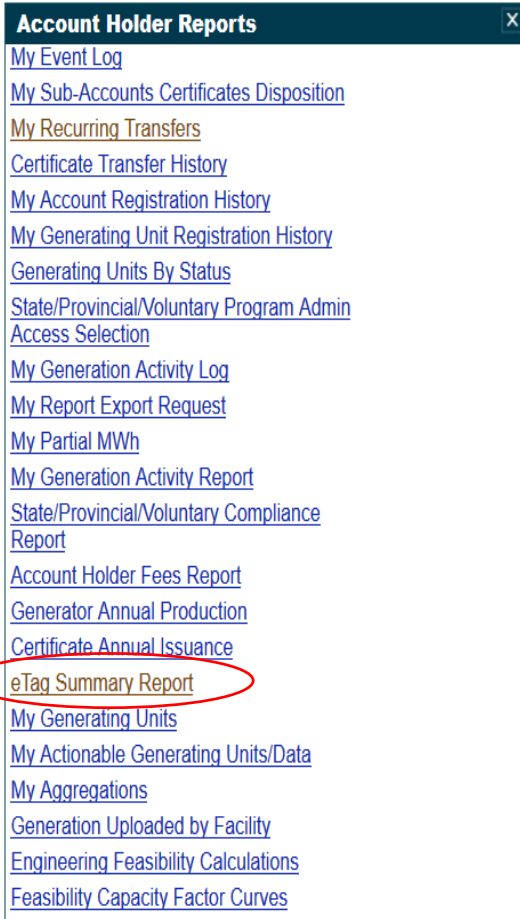 Account Holder Reports
X
My Event Log
My Sub-Accounts Certificates Disposition
My Recurring Transfers
Certificate Transfer History
My Account Registration History
My Generating Unit Registration History
Generating Units By Status
State/Provincial/Voluntary Program Admin
Access Selection
My Generation Activity Log
My Report Export Request
My Partial MWh
My Generation Activity Report
State/Provincial/Voluntary Compliance
Report
Account Holder Fees Report
Generator Annual Production
Certificate Annual Issuance
eTag Summary Report
My Generating Units
My Actionable Generating Units/Data
My Aggregations
Generation Uploaded by Facility
Engineering Feasibility Calculations
Feasibility Capacity Factor Curves